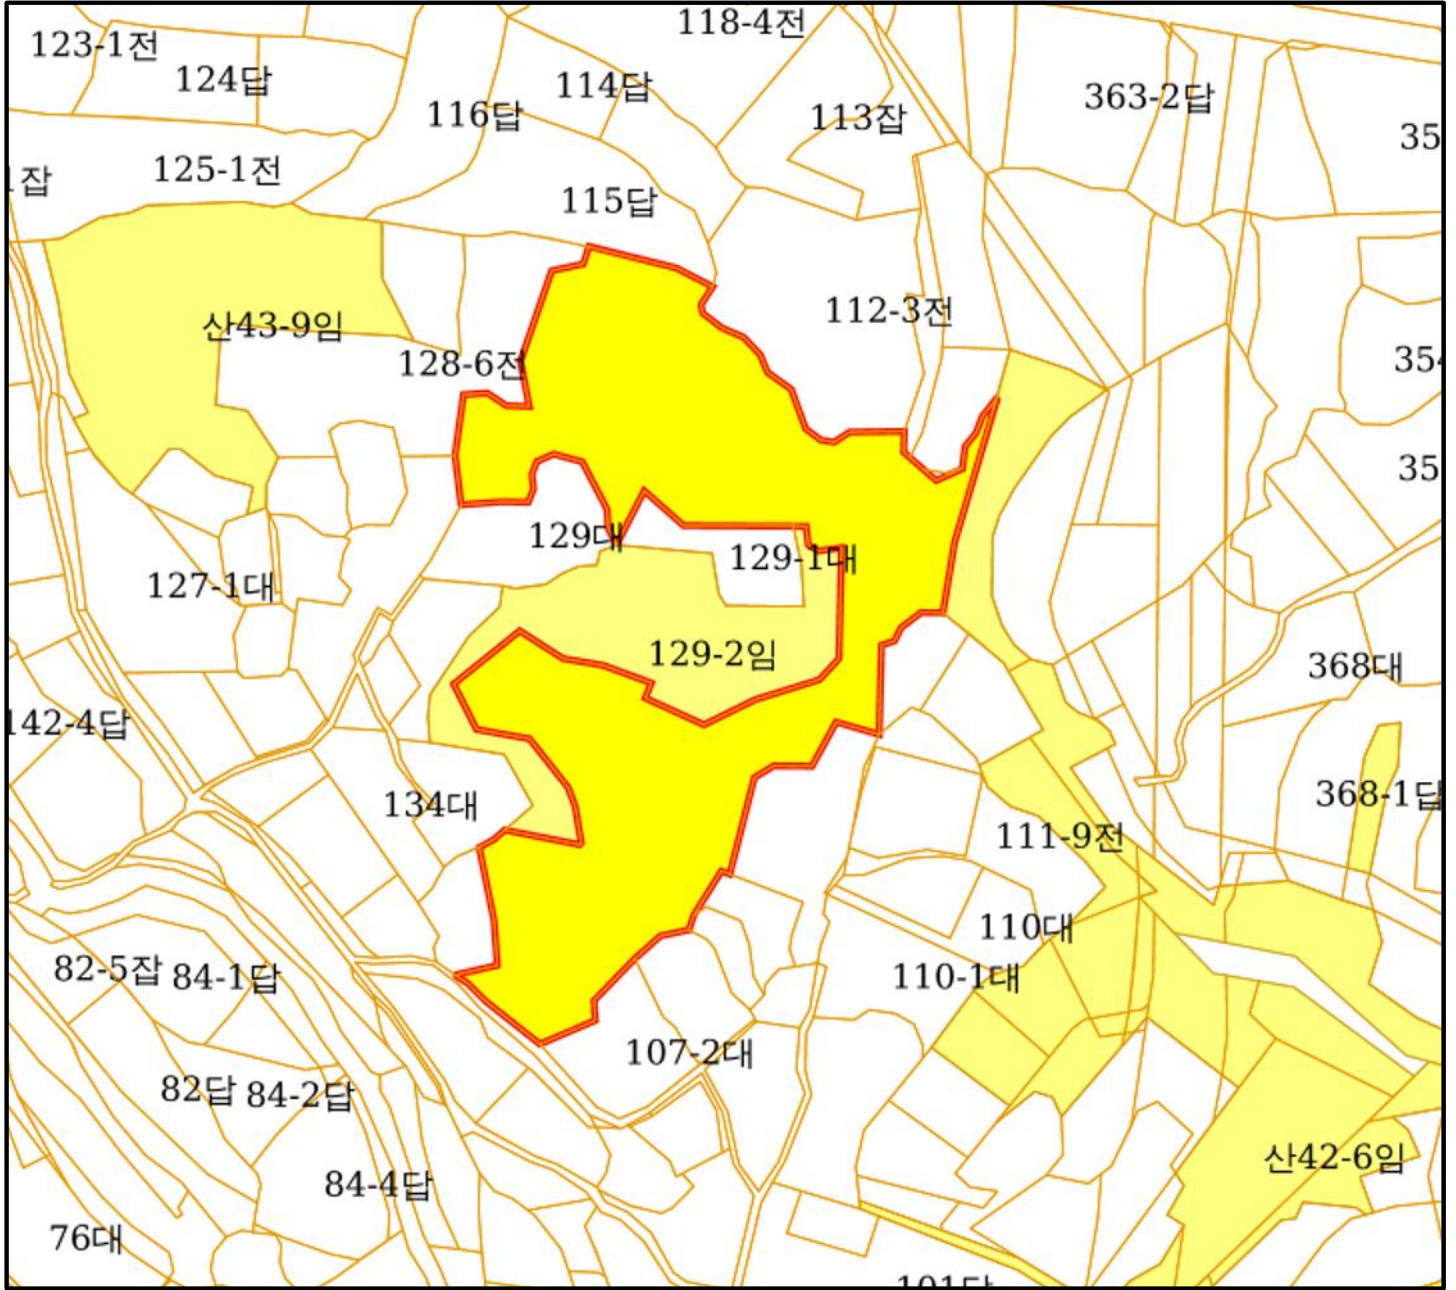 118-4전
123-1전
124답
114답
116답
113잡
363-2답
125-1전
115답
112-3전
산43-9임
128-6전
129대
129-1대
127-1대
129-2임
368대
142-4답
368-1답
134대
111-9전
110대
82-5잡
84-1답
110-1대
107-2대
82답
84-2답
산42-6임
84-4답
76대